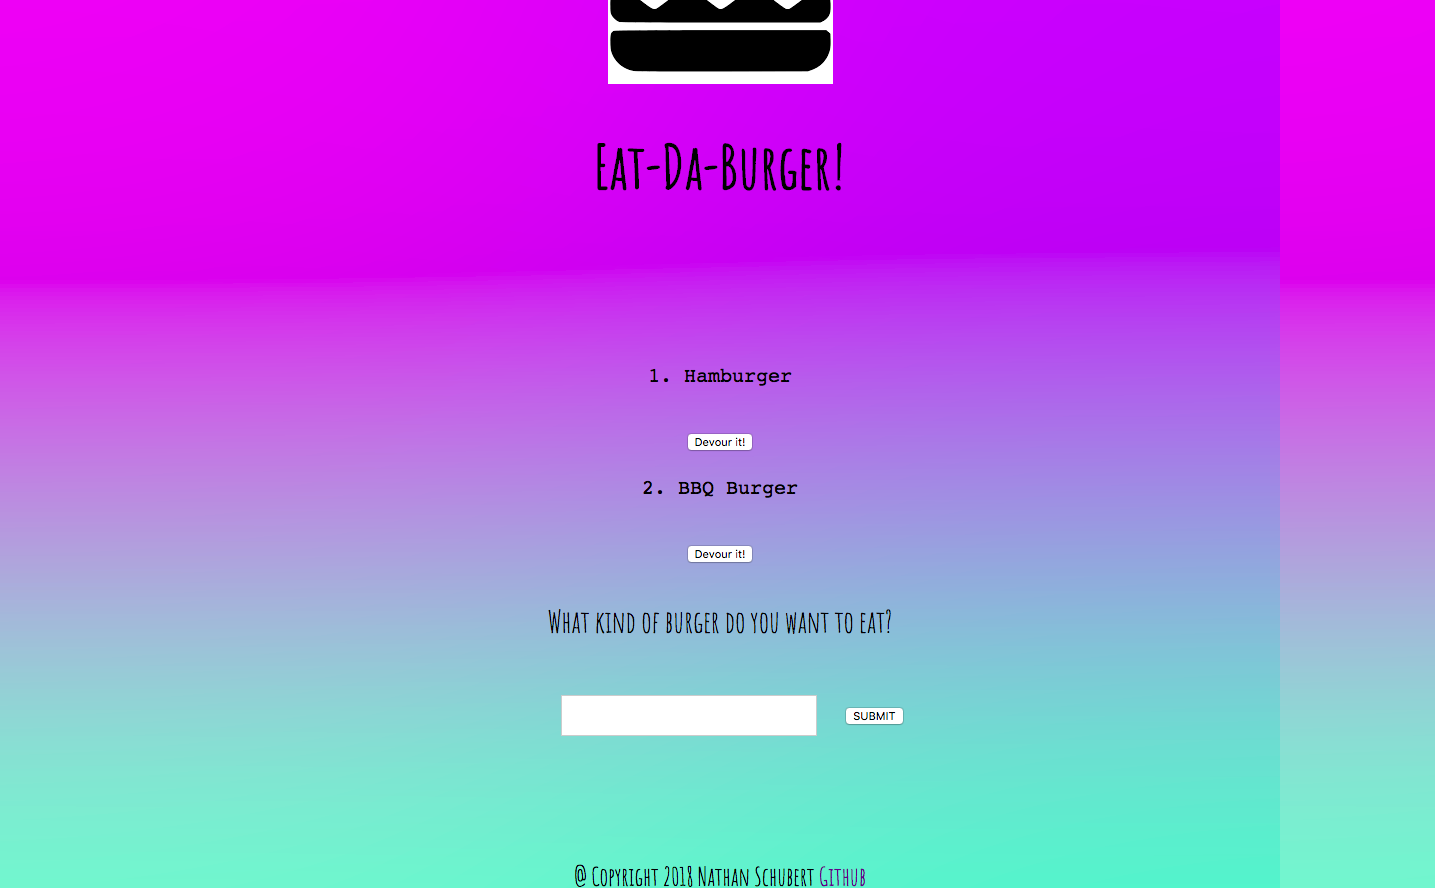 Eat-Da-Burger!
1. Hamburger
Devour it!
2. BBQ Burger
Devour it!
What kind of burger do you want to eat?
SUBMIT
@ Copyright 2018 Nathan Schubert Github